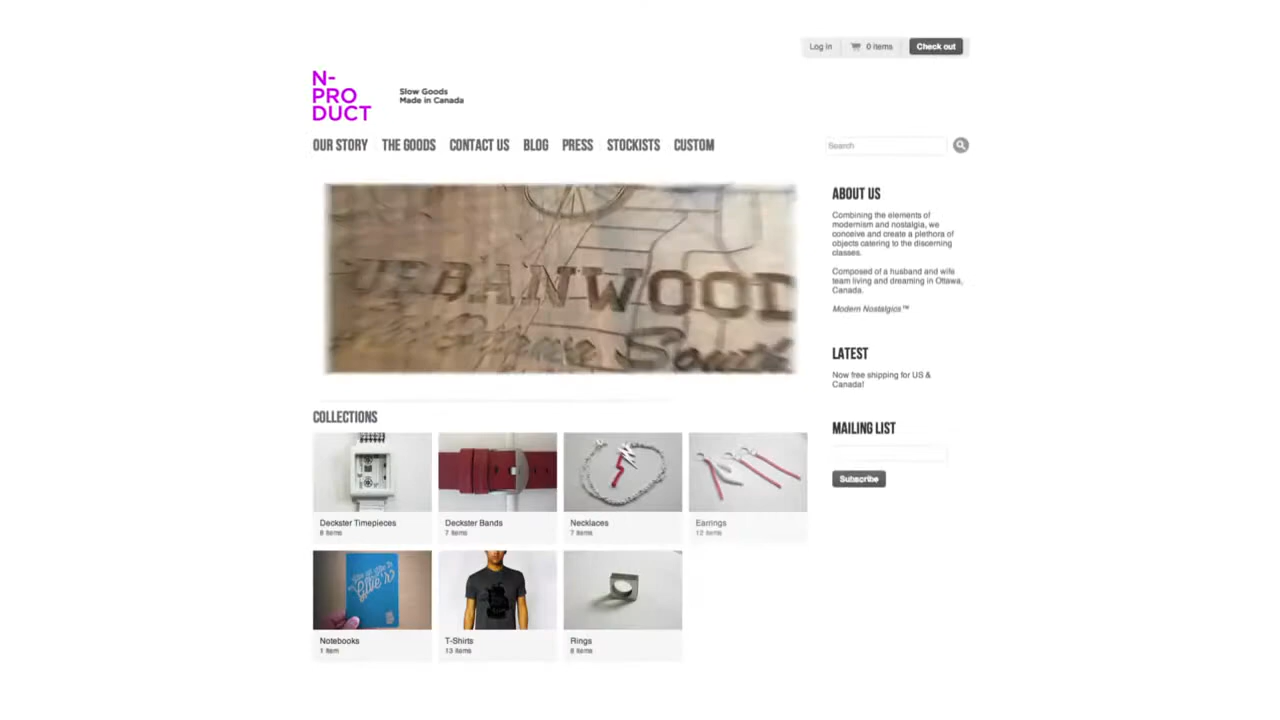 Log in
0 items
Check out
N-
PRO
DUCT
Slow Goods
Made in Canada
OUR STORY
THE GOODS
CONTACT US
BLOG
PRESS
STOCKISTS
CUSTOM
Search
URBANWOOD
ABOUT US
Combining the elements of
modernism and nostalgia, we
conceive and create a plethora of
objects catering to the discerning
classes.
Composed of a husband and wife
team living and dreaming in Ottawa,
Canada.
Modern Nostalgics™
LATEST
Now free shipping for US &
Canada!
MAILING LIST
Subscribe
COLLECTIONS
Deckster Timepieces
8 items
Deckster Bands
7 items
Necklaces
7 items
Earrings
12 items
Notebooks
1 item
T-Shirts
13 items
Rings
8 items